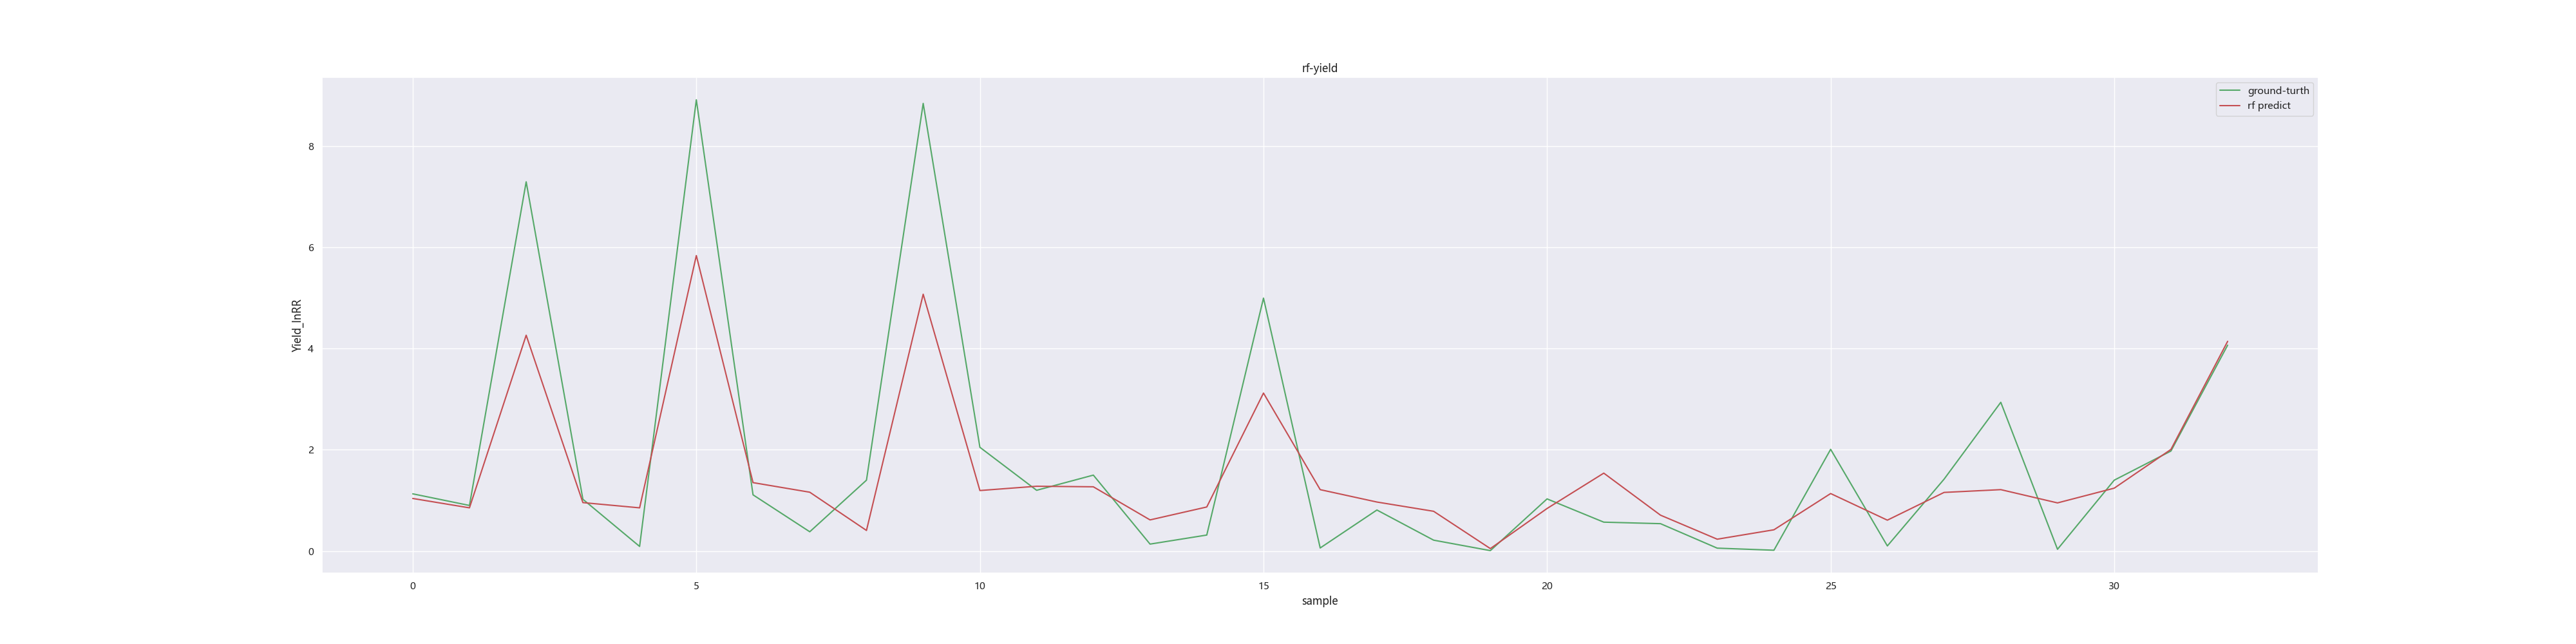 rf-yield
ground-turth
rf predict
Yield_lnRR
8
6
4
2
0
0 5 10 15 20 25 30
sample